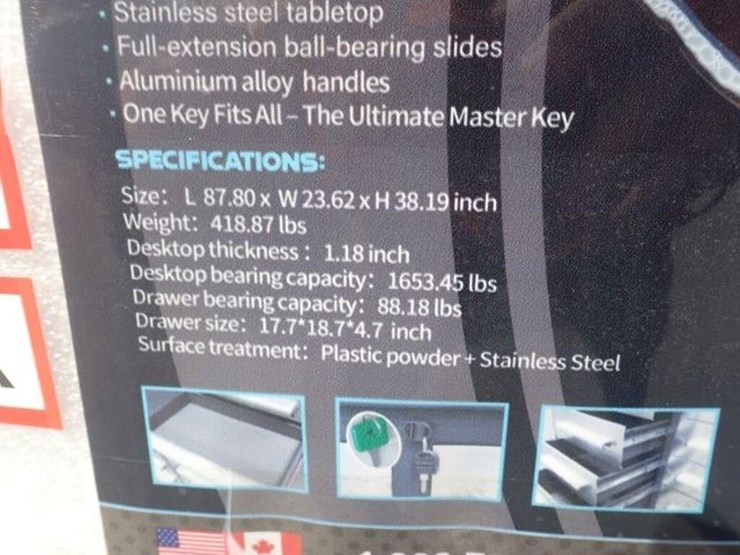 · Stainless steel tabletop
· Full-extension ball-bearing slides
· Aluminium alloy handles
· One Key Fits All – The Ultimate Master Key
SPECIFICATIONS:
Size: L 87.80 x W 23.62 x H 38.19 inch
Weight: 418.87 lbs
Desktop thickness : 1.18 inch
Desktop bearing capacity: 1653.45 lbs
Drawer bearing capacity: 88.18 lbs
Drawer size: 17.7*18.7*4.7 inch
Surface treatment: Plastic powder + Stainless Steel